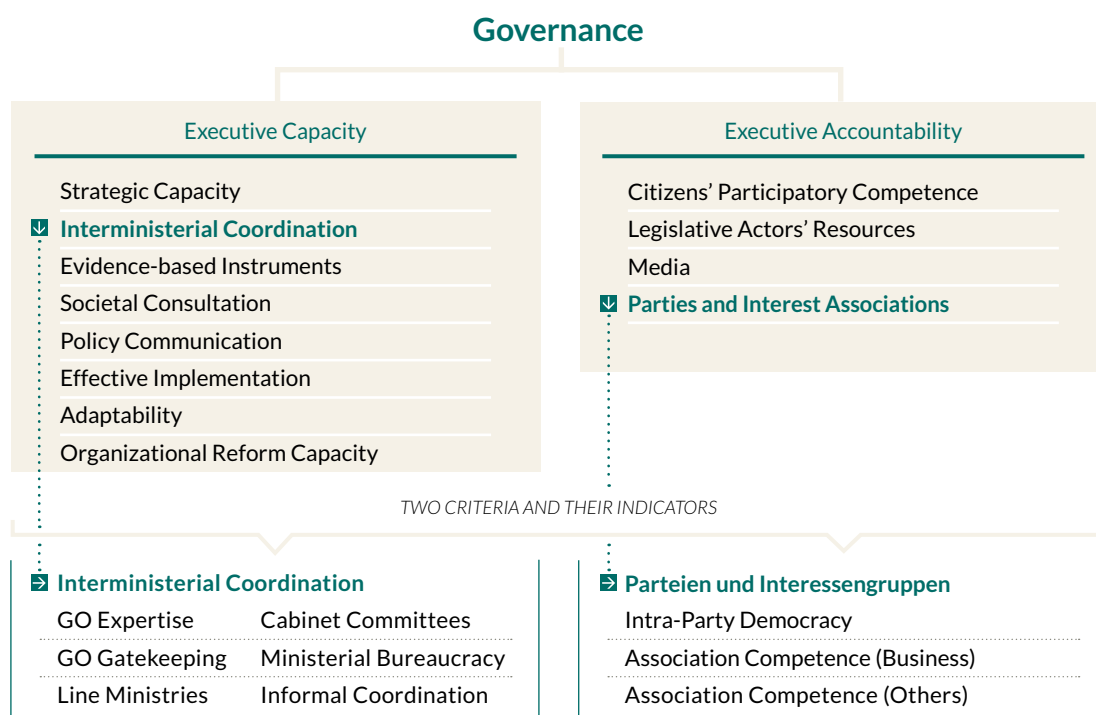 Governance
Executive Capacity
Strategic Capacity
Interministerial Coordination
Evidence-based Instruments
Societal Consultation
Policy Communication
Effective Implementation
Adaptability
Organizational Reform Capacity
Executive Accountability
Citizens’ Participatory Competence
Legislative Actors’ Resources
Media
Parties and Interest Associations
TWO CRITERIA AND THEIR INDICATORS
Interministerial Coordination
GO Expertise Cabinet Committees
GO Gatekeeping Ministerial Bureaucracy
Line Ministries Informal Coordination
Parteien und Interessengruppen
Intra-Party Democracy
Association Competence (Business)
Association Competence (Others)